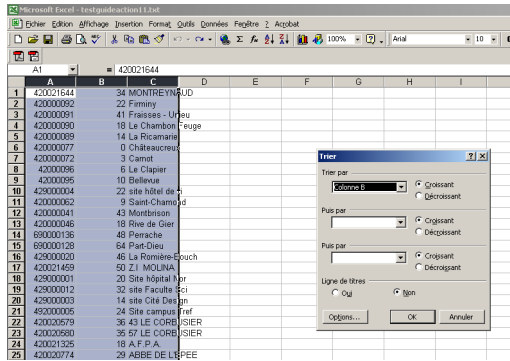 Microsoft Excel - testguideaction11.txt
Fichier Edition Affichage Insertion Format Outils Données Fenêtre ? Acrobat
100% Arial 10
A1 = 420021644
A B C D E F G H I
1 420021644 34 MONTREYNAUD
2 420000092 22 Firminy
3 420000091 41 Fraisses - Unieu
4 420000090 18 Le Chambon Feuge
5 420000089 14 La Ricamarie
6 420000077 0 Châteaucreux
7 420000072 3 Carnot
8 42000096 6 Le Clapier
9 42000095 10 Bellevue
10 429000004 22 site hôtel de vi
11 420000062 9 Saint-Chamond
12 420000041 43 Montbrison
13 420000046 18 Rive de Gier
14 690000136 48 Perrache
15 690000128 64 Part-Dieu
16 429000020 46 La Romière-Bouch
17 420021459 50 Z.I MOLINA
18 429000001 20 Site hôpital Nor
19 429000012 32 site Faculté Sci
20 429000003 14 site Cité Design
21 492000005 24 Site campus Tref
22 420020579 36 43 LE CORBUSIER
23 420020580 35 57 LE CORBUSIER
24 420021325 18 A.F.P.A.
25 420020774 29 ABBE DE L'EPEE
Trier
Trier par
Colonne B
Croissant
Décroissant
Puis par
Croissant
Décroissant
Puis par
Croissant
Décroissant
Ligne de titres
Oui Non
Options... OK Annuler